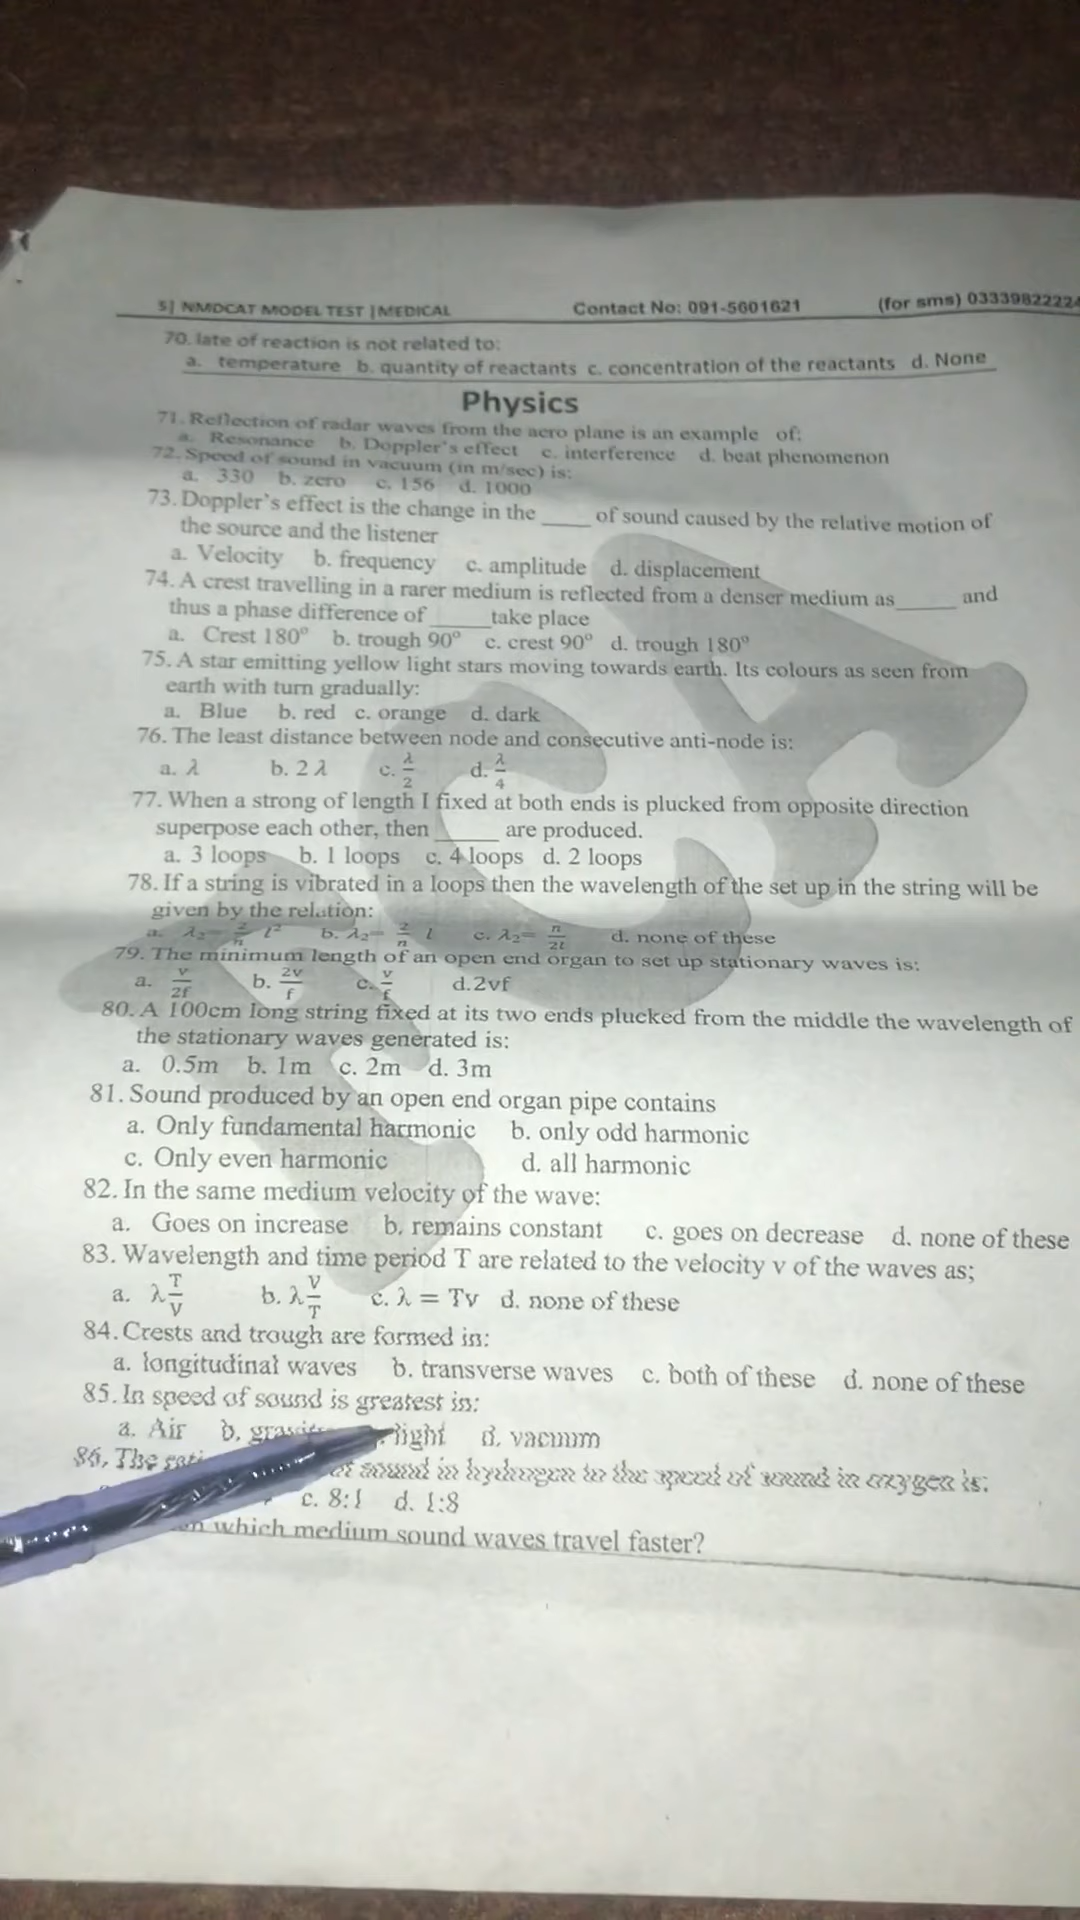 5| NMDCAT MODEL TEST |MEDICAL Contact No: 091-5601621 (for sms) 03339822224
70. late of reaction is not related to:
a. temperature b. quantity of reactants c. concentration of the reactants d. None
Physics
71. Reflection of radar waves from the aero plane is an example of:
a. Resonance b. Doppler's effect c. interference d. beat phenomenon
72. Speed of sound in vacuum (in m/sec) is:
a. 330 b. zero c. 156 d. 1000
73. Doppler's effect is the change in the ____ of sound caused by the relative motion of
the source and the listener
a. Velocity b. frequency c. amplitude d. displacement
74. A crest travelling in a rarer medium is reflected from a denser medium as_____ and
thus a phase difference of _____take place
a. Crest 180° b. trough 90° c. crest 90° d. trough 180°
75. A star emitting yellow light stars moving towards earth. Its colours as seen from
earth with turn gradually:
a. Blue b. red c. orange d. dark
76. The least distance between node and consecutive anti-node is:
a. λ b. 2 λ c. λ/2 d. λ/4
77. When a strong of length I fixed at both ends is plucked from opposite direction
superpose each other, then _____ are produced.
a. 3 loops b. 1 loops c. 4 loops d. 2 loops
78. If a string is vibrated in a loops then the wavelength of the set up in the string will be
given by the relation:
a. λ₂= 2/n l² b. λ₂= 2/n l c. λ₂= n/2l d. none of these
79. The minimum length of an open end organ to set up stationary waves is:
a. v/2f b. 2v/f c. v/f d.2vf
80. A 100cm long string fixed at its two ends plucked from the middle the wavelength of
the stationary waves generated is:
a. 0.5m b. 1m c. 2m d. 3m
81. Sound produced by an open end organ pipe contains
a. Only fundamental harmonic b. only odd harmonic
c. Only even harmonic d. all harmonic
82. In the same medium velocity of the wave:
a. Goes on increase b. remains constant c. goes on decrease d. none of these
83. Wavelength and time period T are related to the velocity v of the waves as;
a. λ T/V b. λ V/T c. λ = Tv d. none of these
84. Crests and trough are formed in:
a. longitudinal waves b. transverse waves c. both of these d. none of these
85. In speed of sound is greatest in:
a. Air b. light d. vacuum
86. The of sound in hydrogen to the speed of sound in oxygen is.
c. 8:1 d. 1:8
which medium sound waves travel faster?
PCA